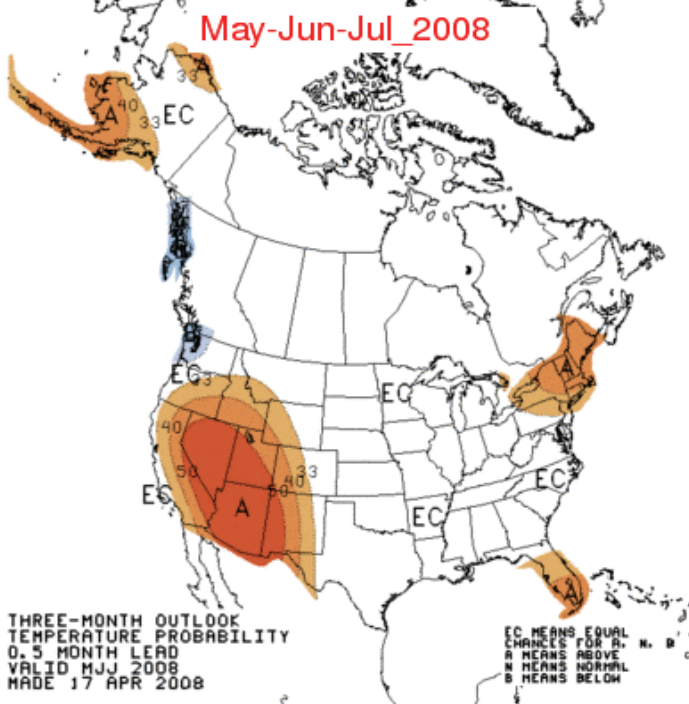 May-Jun-Jul_2008
33
A
40
A
33
EC
B
B
EC
33
A
EC
40
50
33
40
50
EC
A
EC
EC
A
THREE-MONTH OUTLOOK
TEMPERATURE PROBABILITY
0.5 MONTH LEAD
VALID MJJ 2008
MADE 17 APR 2008
EC MEANS EQUAL
CHANCES FOR A, N, B
A MEANS ABOVE
N MEANS NORMAL
B MEANS BELOW